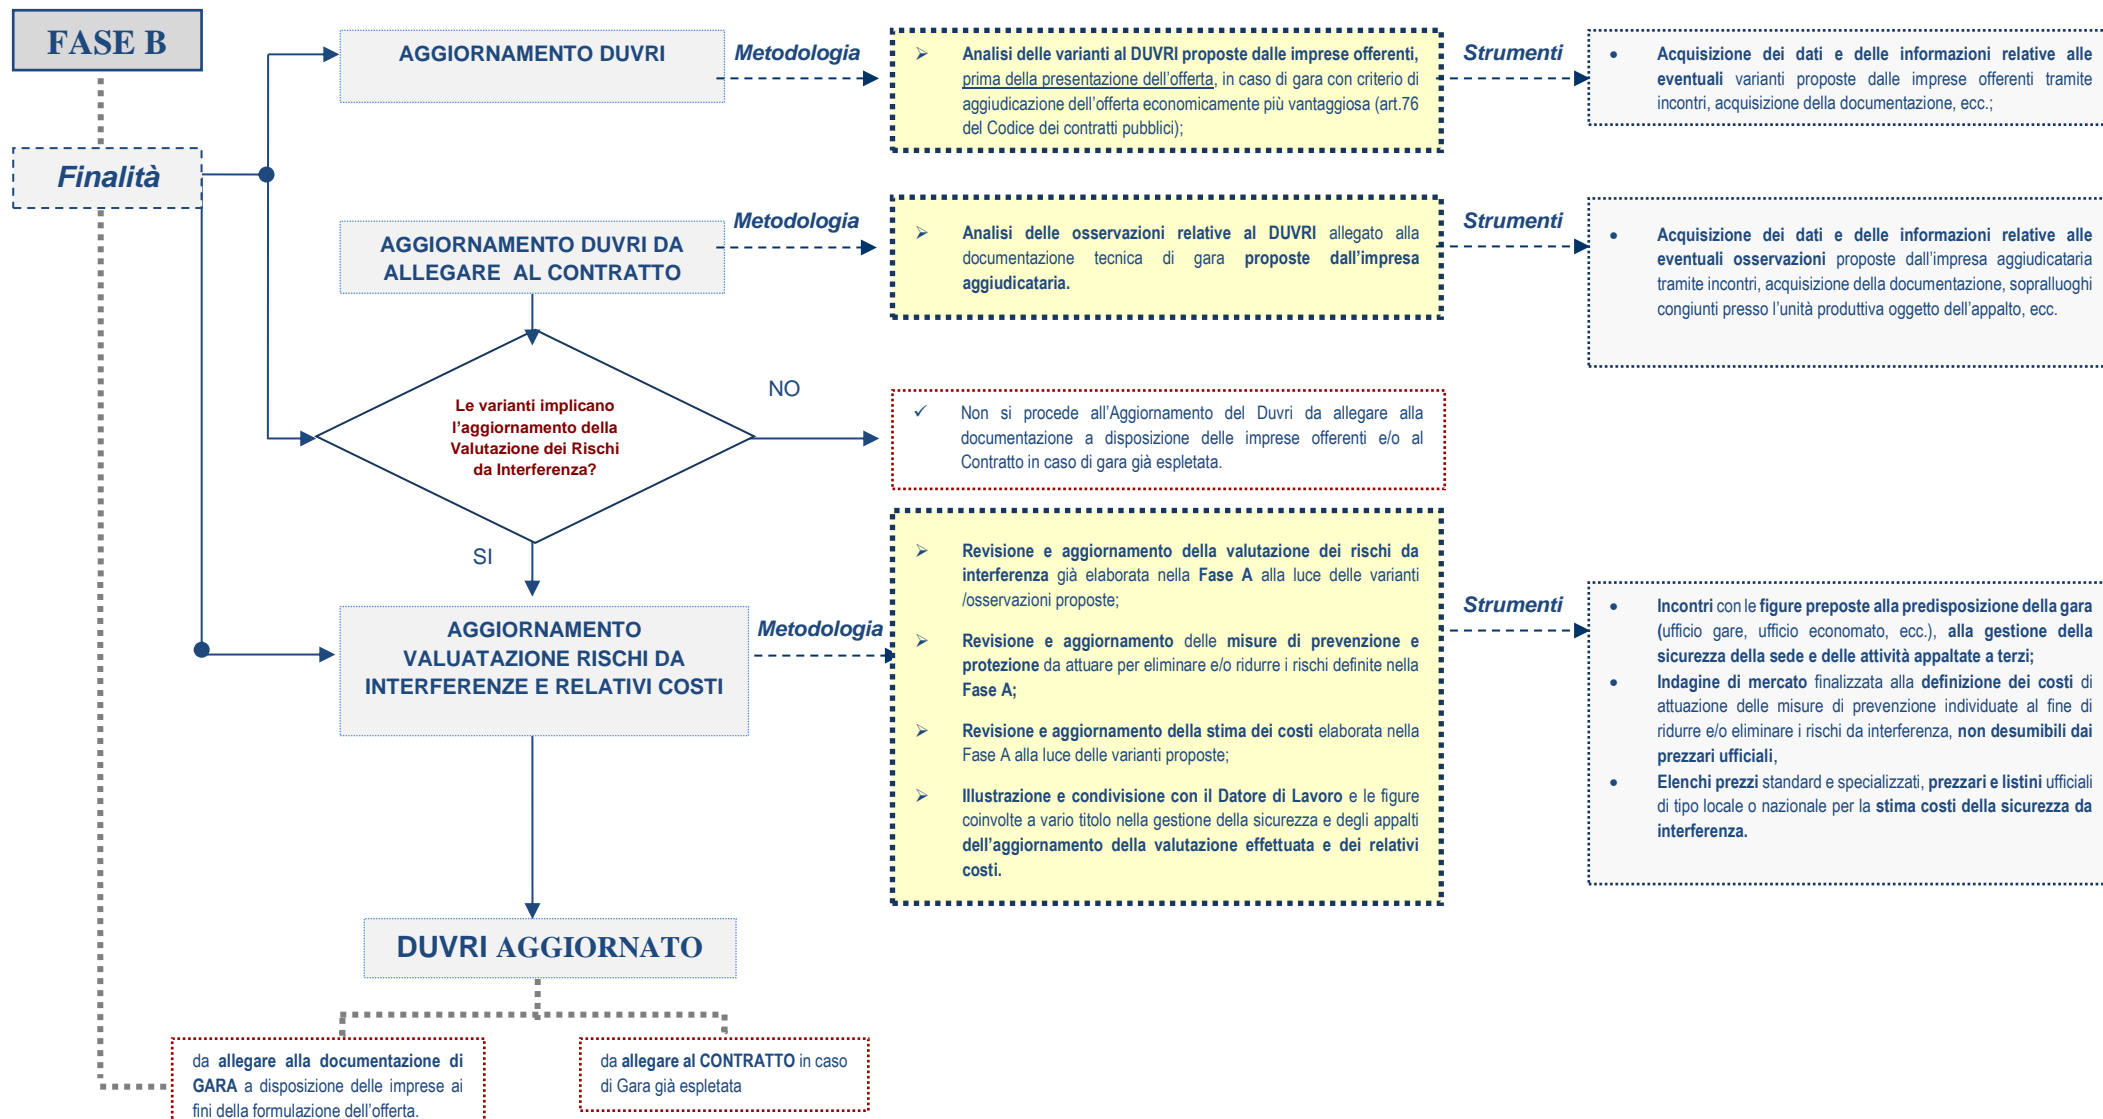 FASE B
Finalità
AGGIORNAMENTO DUVRI
Metodologia
➢ Analisi delle varianti al DUVRI proposte dalle imprese offerenti,
prima della presentazione dell'offerta, in caso di gara con criterio di
aggiudicazione dell'offerta economicamente più vantaggiosa (art.76
del Codice dei contratti pubblici);
Strumenti
• Acquisizione dei dati e delle informazioni relative alle
eventuali varianti proposte dalle imprese offerenti tramite
incontri, acquisizione della documentazione, ecc.;
AGGIORNAMENTO DUVRI DA
ALLEGARE AL CONTRATTO
Metodologia
➢ Analisi delle osservazioni relative al DUVRI allegato alla
documentazione tecnica di gara proposte dall'impresa
aggiudicataria.
Strumenti
• Acquisizione dei dati e delle informazioni relative alle
eventuali osservazioni proposte dall'impresa aggiudicataria
tramite incontri, acquisizione della documentazione, sopralluoghi
congiunti presso l'unità produttiva oggetto dell'appalto, ecc.
Le varianti implicano
l'aggiornamento della
Valutazione dei Rischi
da Interferenza?
NO
✓ Non si procede all'Aggiornamento del Duvri da allegare alla
documentazione a disposizione delle imprese offerenti e/o al
Contratto in caso di gara già espletata.
SI
AGGIORNAMENTO
VALUATAZIONE RISCHI DA
INTERFERENZE E RELATIVI COSTI
Metodologia
➢ Revisione e aggiornamento della valutazione dei rischi da
interferenza già elaborata nella Fase A alla luce delle varianti
/osservazioni proposte;
➢ Revisione e aggiornamento delle misure di prevenzione e
protezione da attuare per eliminare e/o ridurre i rischi definite nella
Fase A;
➢ Revisione e aggiornamento della stima dei costi elaborata nella
Fase A alla luce delle varianti proposte;
➢ Illustrazione e condivisione con il Datore di Lavoro e le figure
coinvolte a vario titolo nella gestione della sicurezza e degli appalti
dell'aggiornamento della valutazione effettuata e dei relativi
costi.
Strumenti
• Incontri con le figure preposte alla predisposizione della gara
(ufficio gare, ufficio economato, ecc.), alla gestione della
sicurezza della sede e delle attività appaltate a terzi;
• Indagine di mercato finalizzata alla definizione dei costi di
attuazione delle misure di prevenzione individuate al fine di
ridurre e/o eliminare i rischi da interferenza, non desumibili dai
prezzari ufficiali,
• Elenchi prezzi standard e specializzati, prezzari e listini ufficiali
di tipo locale o nazionale per la stima costi della sicurezza da
interferenza.
DUVRI AGGIORNATO
da allegare alla documentazione di
GARA a disposizione delle imprese ai
fini della formulazione dell'offerta.
da allegare al CONTRATTO in caso
di Gara già espletata